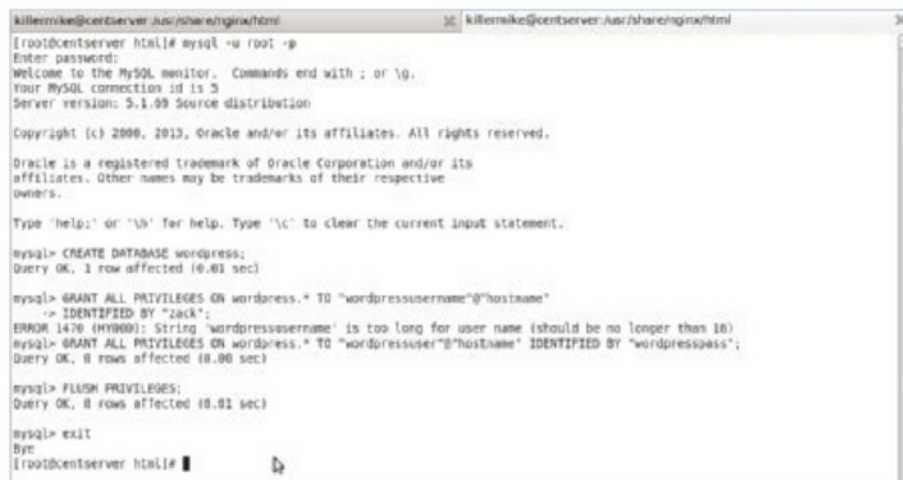 killermike@centserver:/usr/share/nginx/html
killermike@centserver:/usr/share/nginx/html
[root@centserver html]# mysql -u root -p
Enter password:
Welcome to the MySQL monitor.  Commands end with ; or \g.
Your MySQL connection id is 5
Server version: 5.1.69 Source distribution
Copyright (c) 2000, 2013, Oracle and/or its affiliates. All rights reserved.
Oracle is a registered trademark of Oracle Corporation and/or its
affiliates. Other names may be trademarks of their respective
owners.
Type 'help;' or '\h' for help. Type '\c' to clear the current input statement.
mysql> CREATE DATABASE wordpress;
Query OK, 1 row affected (0.01 sec)
mysql> GRANT ALL PRIVILEGES ON wordpress.* TO "wordpressusername"@"hostname"
-> IDENTIFIED BY "zack";
ERROR 1470 (HY000): String 'wordpressusername' is too long for user name (should be no longer than 16)
mysql> GRANT ALL PRIVILEGES ON wordpress.* TO "wordpressuser"@"hostname" IDENTIFIED BY "wordpresspass";
Query OK, 0 rows affected (0.00 sec)
mysql> FLUSH PRIVILEGES;
Query OK, 0 rows affected (0.01 sec)
mysql> exit
Bye
[root@centserver html]#